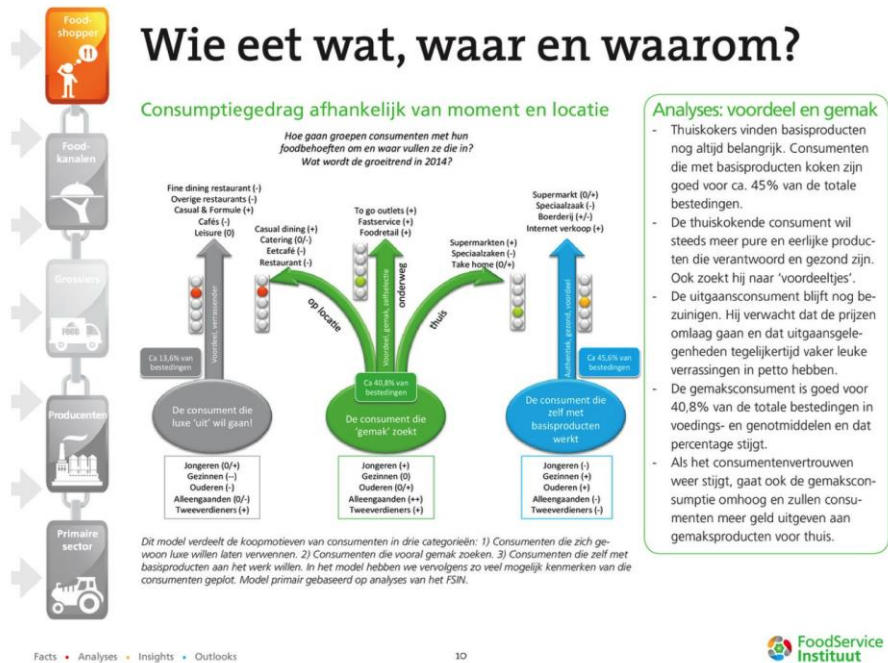 Food-
shopper
Food-
kanalen
Grossiers
FOOD
Producenten
Primaire
sector
Wie eet wat, waar en waarom?
Consumptiegedrag afhankelijk van moment en locatie
Hoe gaan groepen consumenten met hun
foodbehoeften om en waar vullen ze die in?
Wat wordt de groeitrend in 2014?
Fine dining restaurant (-)
Overige restaurants (-)
Casual & Formule (+)
Cafés (-)
Leisure (0)
Casual dining (+)
Catering (0/-)
Eetcafé (-)
Restaurant (-)
To go outlets (+)
Fastservice (+)
Foodretail (+)
Supermarkten (+)
Speciaalzaken (-)
Take home (0/+)
Supermarkt (0/+)
Speciaalzaak (-)
Boerderij (+/-)
Internet verkoop (+)
Voordeel, verrassender
op locatie
Voordeel, gemak, zelfselectie
onderweg
thuis
Authentiek, gezond, voordeel
Ca 13,6% van
bestedingen
Ca 40,8% van
bestedingen
Ca 45,6% van
bestedingen
De consument die
luxe 'uit' wil gaan!
De consument die
'gemak' zoekt
De consument die
zelf met
basisproducten
werkt
Jongeren (0/+)
Gezinnen (--)
Ouderen (-)
Alleengaanden (0/-)
Tweeverdieners (+)
Jongeren (+)
Gezinnen (0)
Ouderen (0/+)
Alleengaanden (++)
Tweeverdieners (+)
Jongeren (-)
Gezinnen (+)
Ouderen (+)
Alleengaanden (-)
Tweeverdieners (-)
Dit model verdeelt de koopmotieven van consumenten in drie categorieën: 1) Consumenten die zich ge-
woon luxe willen laten verwennen. 2) Consumenten die vooral gemak zoeken. 3) Consumenten die zelf met
basisproducten aan het werk willen. In het model hebben we vervolgens zo veel mogelijk kenmerken van die
consumenten geplot. Model primair gebaseerd op analyses van het FSIN.
Analyses: voordeel en gemak
- Thuiskokers vinden basisproducten
nog altijd belangrijk. Consumenten
die met basisproducten koken zijn
goed voor ca. 45% van de totale
bestedingen.
- De thuiskokende consument wil
steeds meer pure en eerlijke produc-
ten die verantwoord en gezond zijn.
Ook zoekt hij naar 'voordeeltjes'.
- De uitgaansconsument blijft nog be-
zuinigen. Hij verwacht dat de prijzen
omlaag gaan en dat uitgaansgele-
genheden tegelijkertijd vaker leuke
verrassingen in petto hebben.
- De gemaksconsument is goed voor
40,8% van de totale bestedingen in
voedings- en genotmiddelen en dat
percentage stijgt.
- Als het consumentenvertrouwen
weer stijgt, gaat ook de gemakscon-
sumptie omhoog en zullen consu-
menten meer geld uitgeven aan
gemaksproducten voor thuis.
Facts • Analyses • Insights • Outlooks
10
FoodService
Instituut